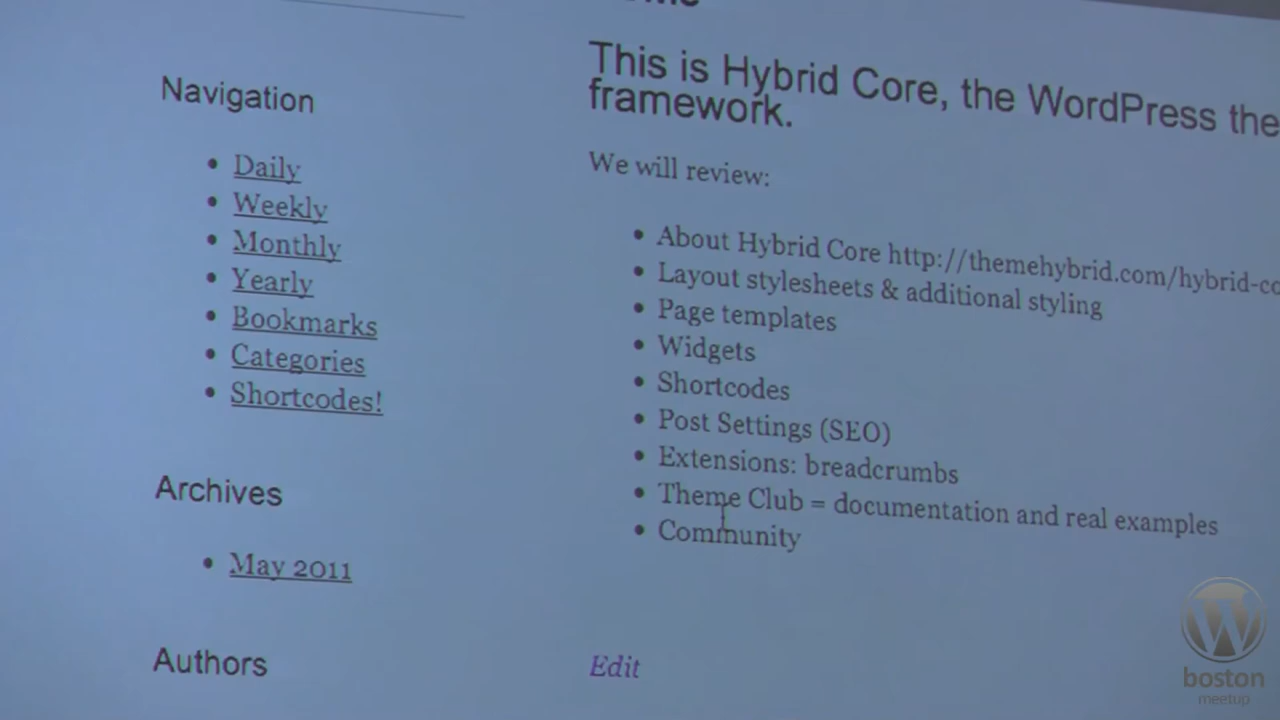 Navigation
Daily
Weekly
Monthly
Yearly
Bookmarks
Categories
Shortcodes!
Archives
May 2011
Authors
This is Hybrid Core, the WordPress
framework.
We will review:
About Hybrid Core http://themehybrid.com/hybrid-
Layout stylesheets & additional styling
Page templates
Widgets
Shortcodes
Post Settings (SEO)
Extensions: breadcrumbs
Theme Club = documentation and real examples
Community
Edit
W
boston
meetup